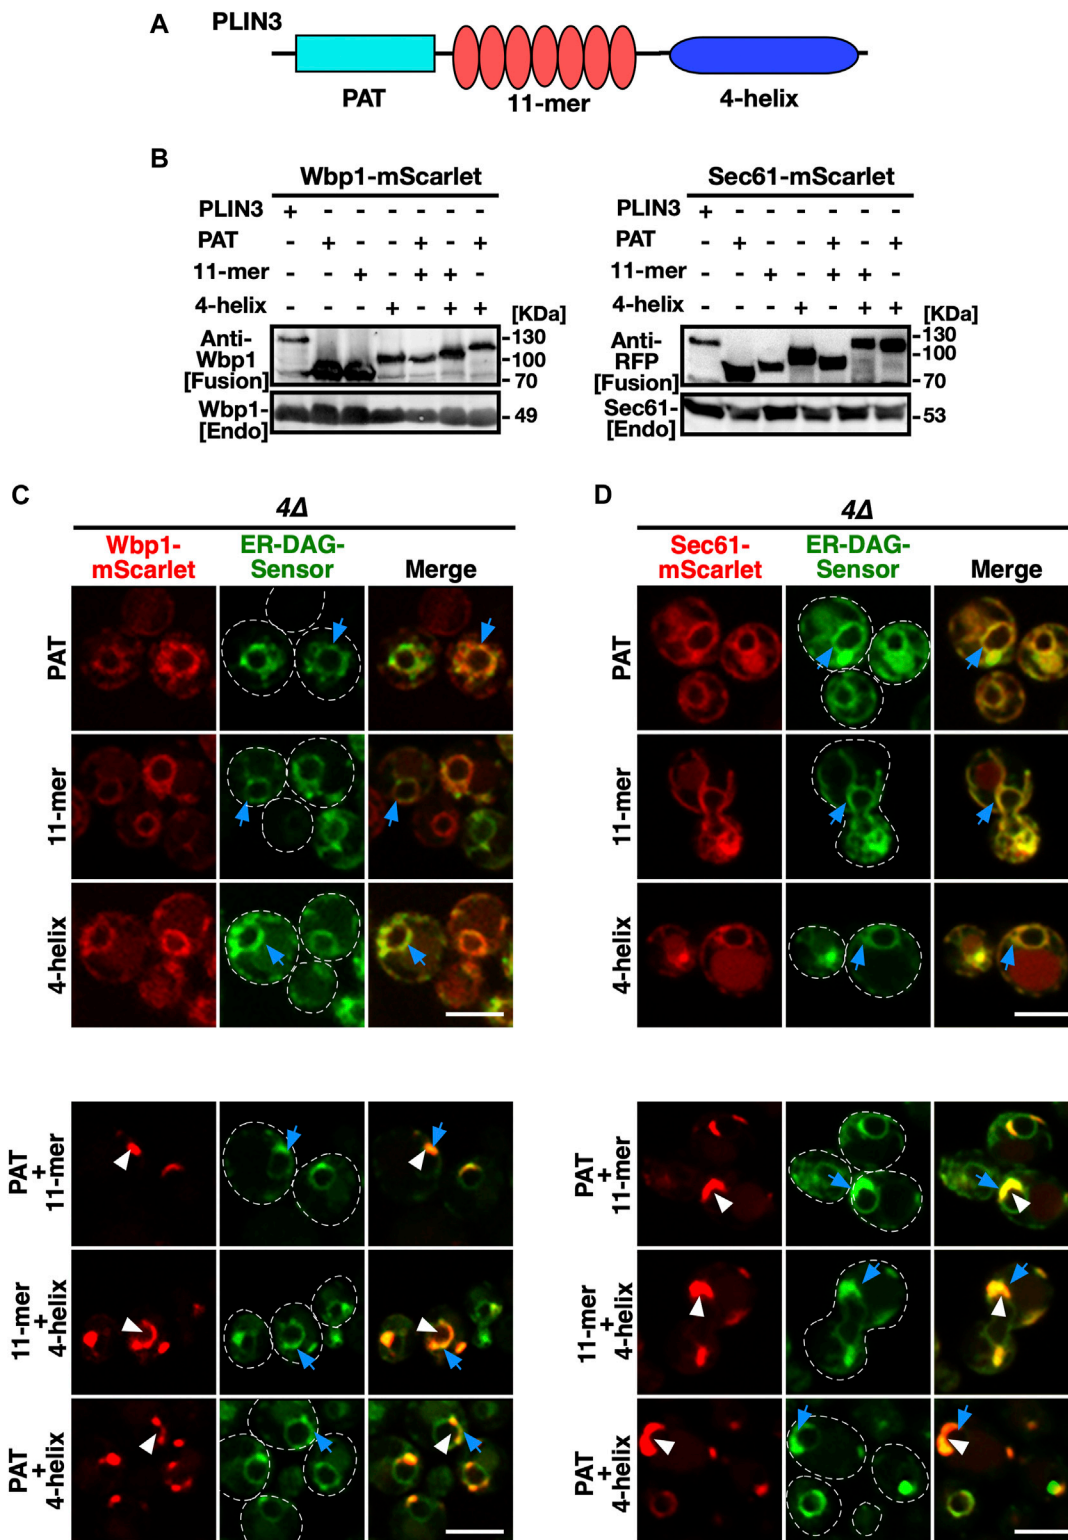 A
PLIN3
PAT
11-mer
4-helix
B
Wbp1-mScarlet
PLIN3 + - - - - - -
PAT - + - - + - +
11-mer - - + - + + -
4-helix - - - + - + +
[KDa]
Anti-
Wbp1
[Fusion]
130
100
70
Wbp1-
[Endo]
49
Sec61-mScarlet
PLIN3 + - - - - - -
PAT - + - - + - +
11-mer - - + - + + -
4-helix - - - + - + +
[KDa]
Anti-
RFP
[Fusion]
130
100
70
Sec61-
[Endo]
53
C
4Δ
Wbp1-
mScarlet
ER-DAG-
Sensor
Merge
PAT
11-mer
4-helix
PAT
+
11-mer
11-mer
+
4-helix
PAT
+
4-helix
D
4Δ
Sec61-
mScarlet
ER-DAG-
Sensor
Merge
PAT
11-mer
4-helix
PAT
+
11-mer
11-mer
+
4-helix
PAT
+
4-helix